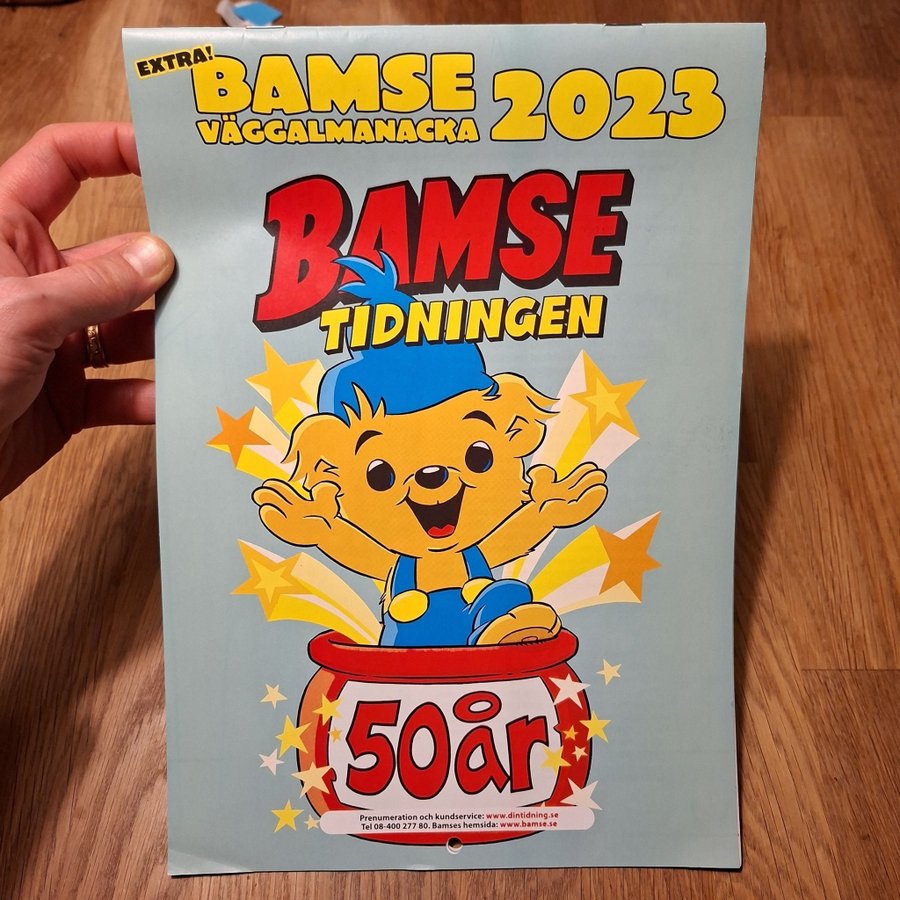 EXTRA!
BAMSE 2023
VÄGGALMANACKA
BAMSE
TIDNINGEN
50år
Prenumeration och kundservice: www.dintidning.se
Tel 08-400 277 80. Bamses hemsida: www.bamse.se